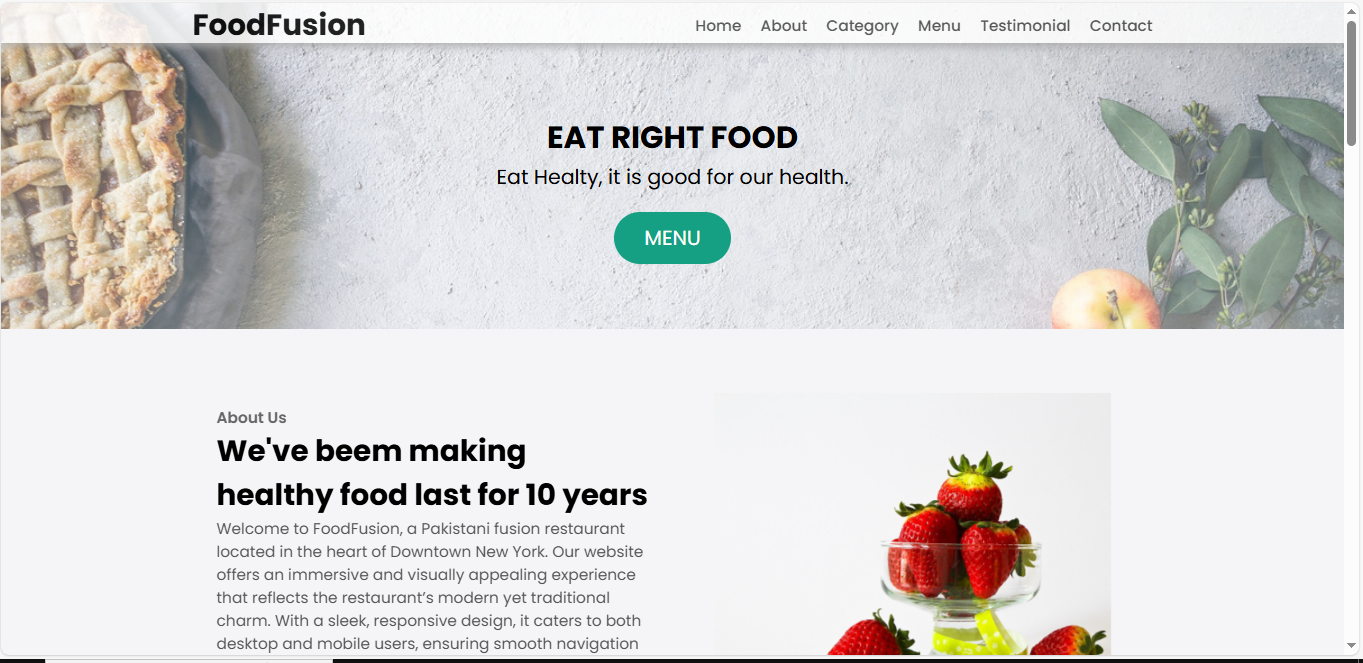 FoodFusion
Home About Category Menu Testimonial Contact
EAT RIGHT FOOD
Eat Healty, it is good for our health.
MENU
About Us
We've beem making
healthy food last for 10 years
Welcome to FoodFusion, a Pakistani fusion restaurant
located in the heart of Downtown New York. Our website
offers an immersive and visually appealing experience
that reflects the restaurant’s modern yet traditional
charm. With a sleek, responsive design, it caters to both
desktop and mobile users, ensuring smooth navigation